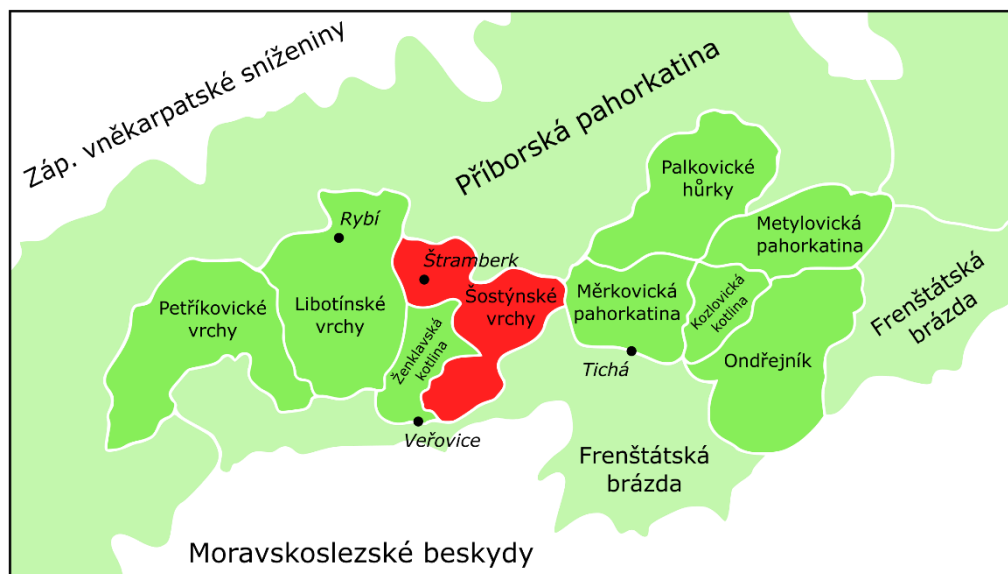 Záp. vněkarpatské sníženiny
Příborská pahorkatina
Palkovické
hůrky
Metylovická
pahorkatina
Rybí
Štramberk
Frenštátská
brázda
Petříkovické
vrchy
Libotínské
vrchy
Šostýnské
vrchy
Měrkovická
pahorkatina
Kozlovická
kotlina
Ženklavská
kotlina
Ondřejník
Tichá
Veřovice
Frenštátská
brázda
Moravskoslezské beskydy